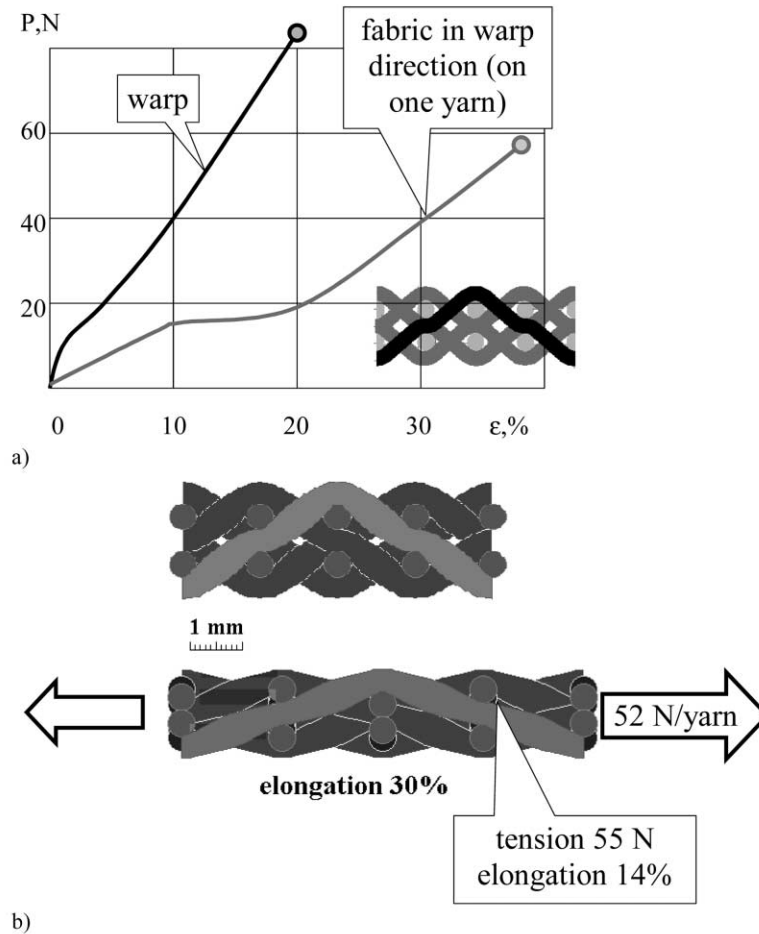 P,N
fabric in warp
direction (on
one yarn)
warp
60
40
20
0 10 20 30 ε,%
a)
1 mm
52 N/yarn
elongation 30%
tension 55 N
elongation 14%
b)